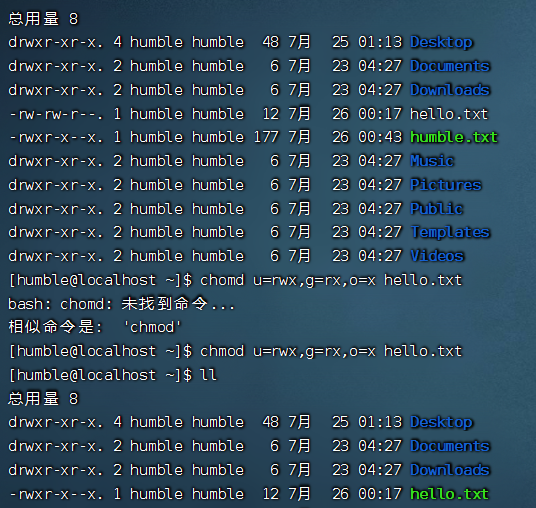 总用量 8
drwxr-xr-x. 4 humble humble  48 7月  25 01:13 Desktop
drwxr-xr-x. 2 humble humble   6 7月  23 04:27 Documents
drwxr-xr-x. 2 humble humble   6 7月  23 04:27 Downloads
-rw-rw-r--. 1 humble humble  12 7月  26 00:17 hello.txt
-rwxr-x--x. 1 humble humble 177 7月  26 00:43 humble.txt
drwxr-xr-x. 2 humble humble   6 7月  23 04:27 Music
drwxr-xr-x. 2 humble humble   6 7月  23 04:27 Pictures
drwxr-xr-x. 2 humble humble   6 7月  23 04:27 Public
drwxr-xr-x. 2 humble humble   6 7月  23 04:27 Templates
drwxr-xr-x. 2 humble humble   6 7月  23 04:27 Videos
[humble@localhost ~]$ chomd u=rwx,g=rx,o=x hello.txt
bash: chomd: 未找到命令...
相似命令是: 'chmod'
[humble@localhost ~]$ chmod u=rwx,g=rx,o=x hello.txt
[humble@localhost ~]$ ll
总用量 8
drwxr-xr-x. 4 humble humble  48 7月  25 01:13 Desktop
drwxr-xr-x. 2 humble humble   6 7月  23 04:27 Documents
drwxr-xr-x. 2 humble humble   6 7月  23 04:27 Downloads
-rwxr-x--x. 1 humble humble  12 7月  26 00:17 hello.txt